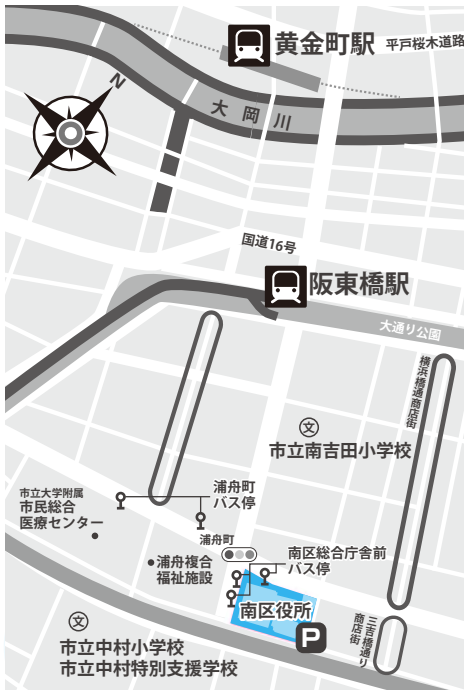 黄金町駅
平戸桜木道路
N
大岡川
国道16号
阪東橋駅
大通り公園
横浜橋通商店街
文
市立南吉田小学校
市立大学附属
市民総合
医療センター
浦舟町
バス停
浦舟町
南区総合庁舎前
バス停
浦舟複合
福祉施設
南区役所
P
三吉橋通り
商店街
文
市立中村小学校
市立中村特別支援学校